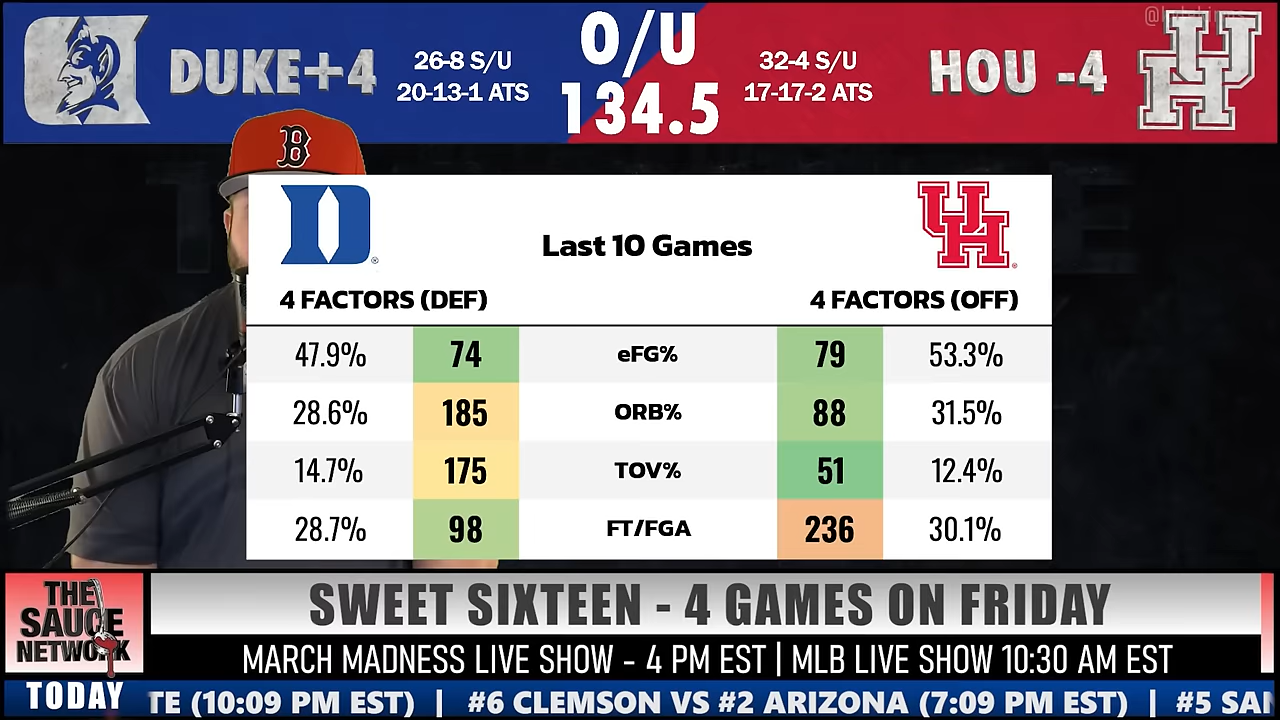 DUKE+4
26-8 S/U
20-13-1 ATS
O/U
134.5
32-4 S/U
17-17-2 ATS
HOU -4
B
D
Last 10 Games
UH
4 FACTORS (DEF)
4 FACTORS (OFF)
47.9% 74 eFG% 79 53.3%
28.6% 185 ORB% 88 31.5%
14.7% 175 TOV% 51 12.4%
28.7% 98 FT/FGA 236 30.1%
THE
SAUCE
NETWORK
SWEET SIXTEEN - 4 GAMES ON FRIDAY
MARCH MADNESS LIVE SHOW - 4 PM EST | MLB LIVE SHOW 10:30 AM EST
TODAY
TE (10:09 PM EST) | #6 CLEMSON VS #2 ARIZONA (7:09 PM EST) | #5 SAI